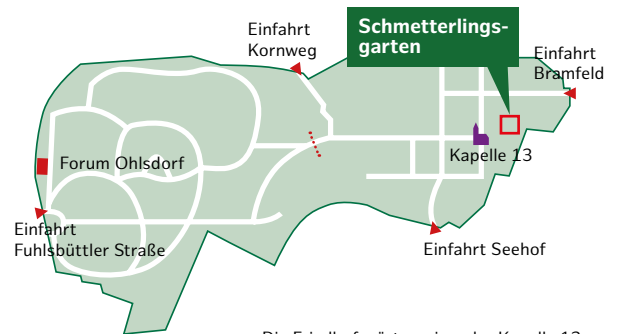 Einfahrt
Kornweg
Schmetterlings-
garten
Einfahrt
Bramfeld
Forum Ohlsdorf
Kapelle 13
Einfahrt
Fuhlsbüttler Straße
Einfahrt Seehof